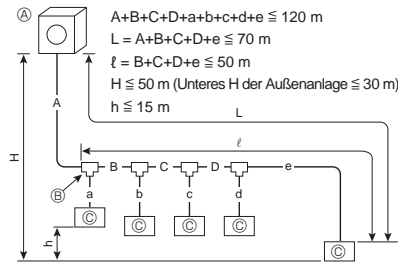 Ⓐ
A+B+C+D+a+b+c+d+e ≦ 120 m
L = A+B+C+D+e ≦ 70 m
ℓ = B+C+D+e ≦ 50 m
H ≦ 50 m (Unteres H der Außenanlage ≦ 30 m)
h ≦ 15 m
A
L
H
ℓ
B C D e
Ⓑ
a b c d
Ⓒ
Ⓒ Ⓒ Ⓒ
h
Ⓒ